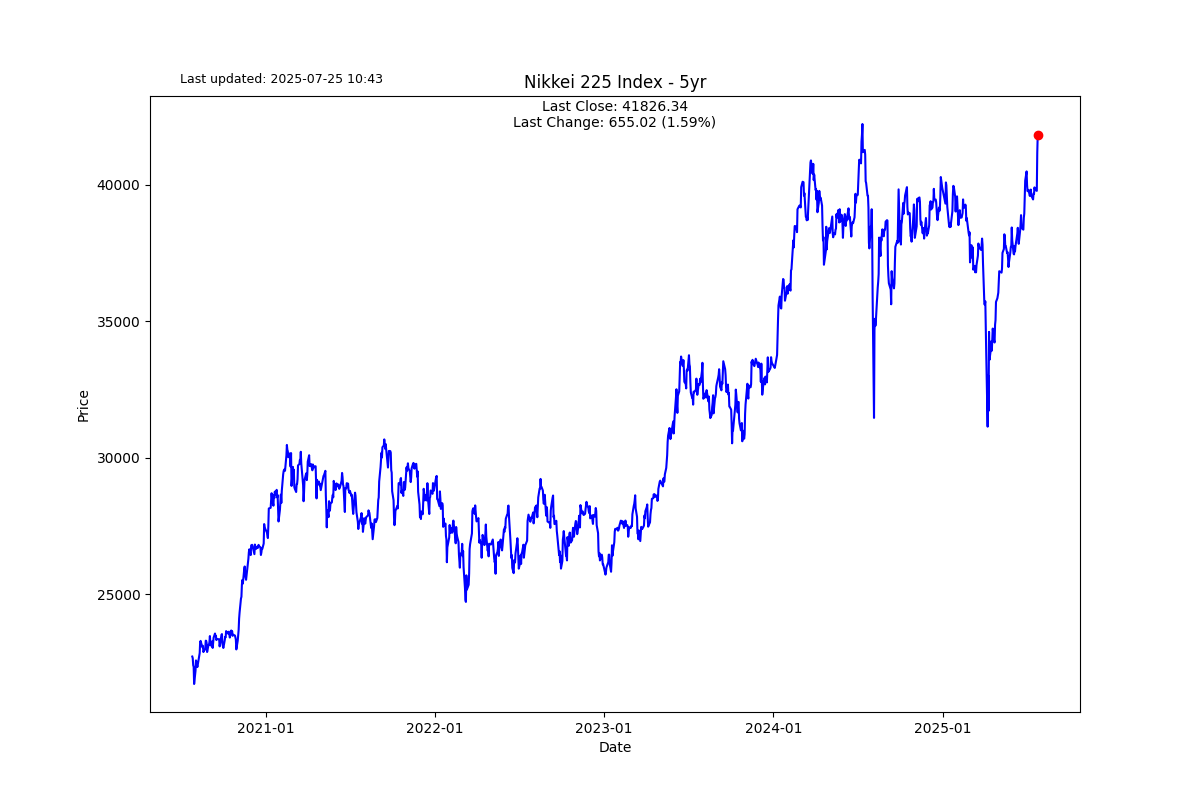 Last updated: 2025-07-25 10:43
Nikkei 225 Index - 5yr
Last Close: 41826.34
Last Change: 655.02 (1.59%)
Price
40000
35000
30000
25000
2021-01
2022-01
2023-01
2024-01
2025-01
Date